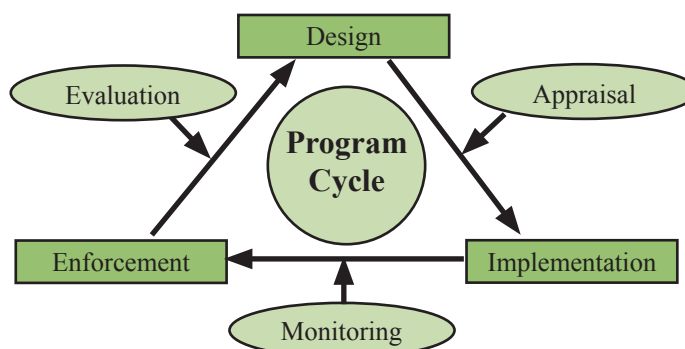 Design
Evaluation
Appraisal
Program
Cycle
Enforcement
Implementation
Monitoring